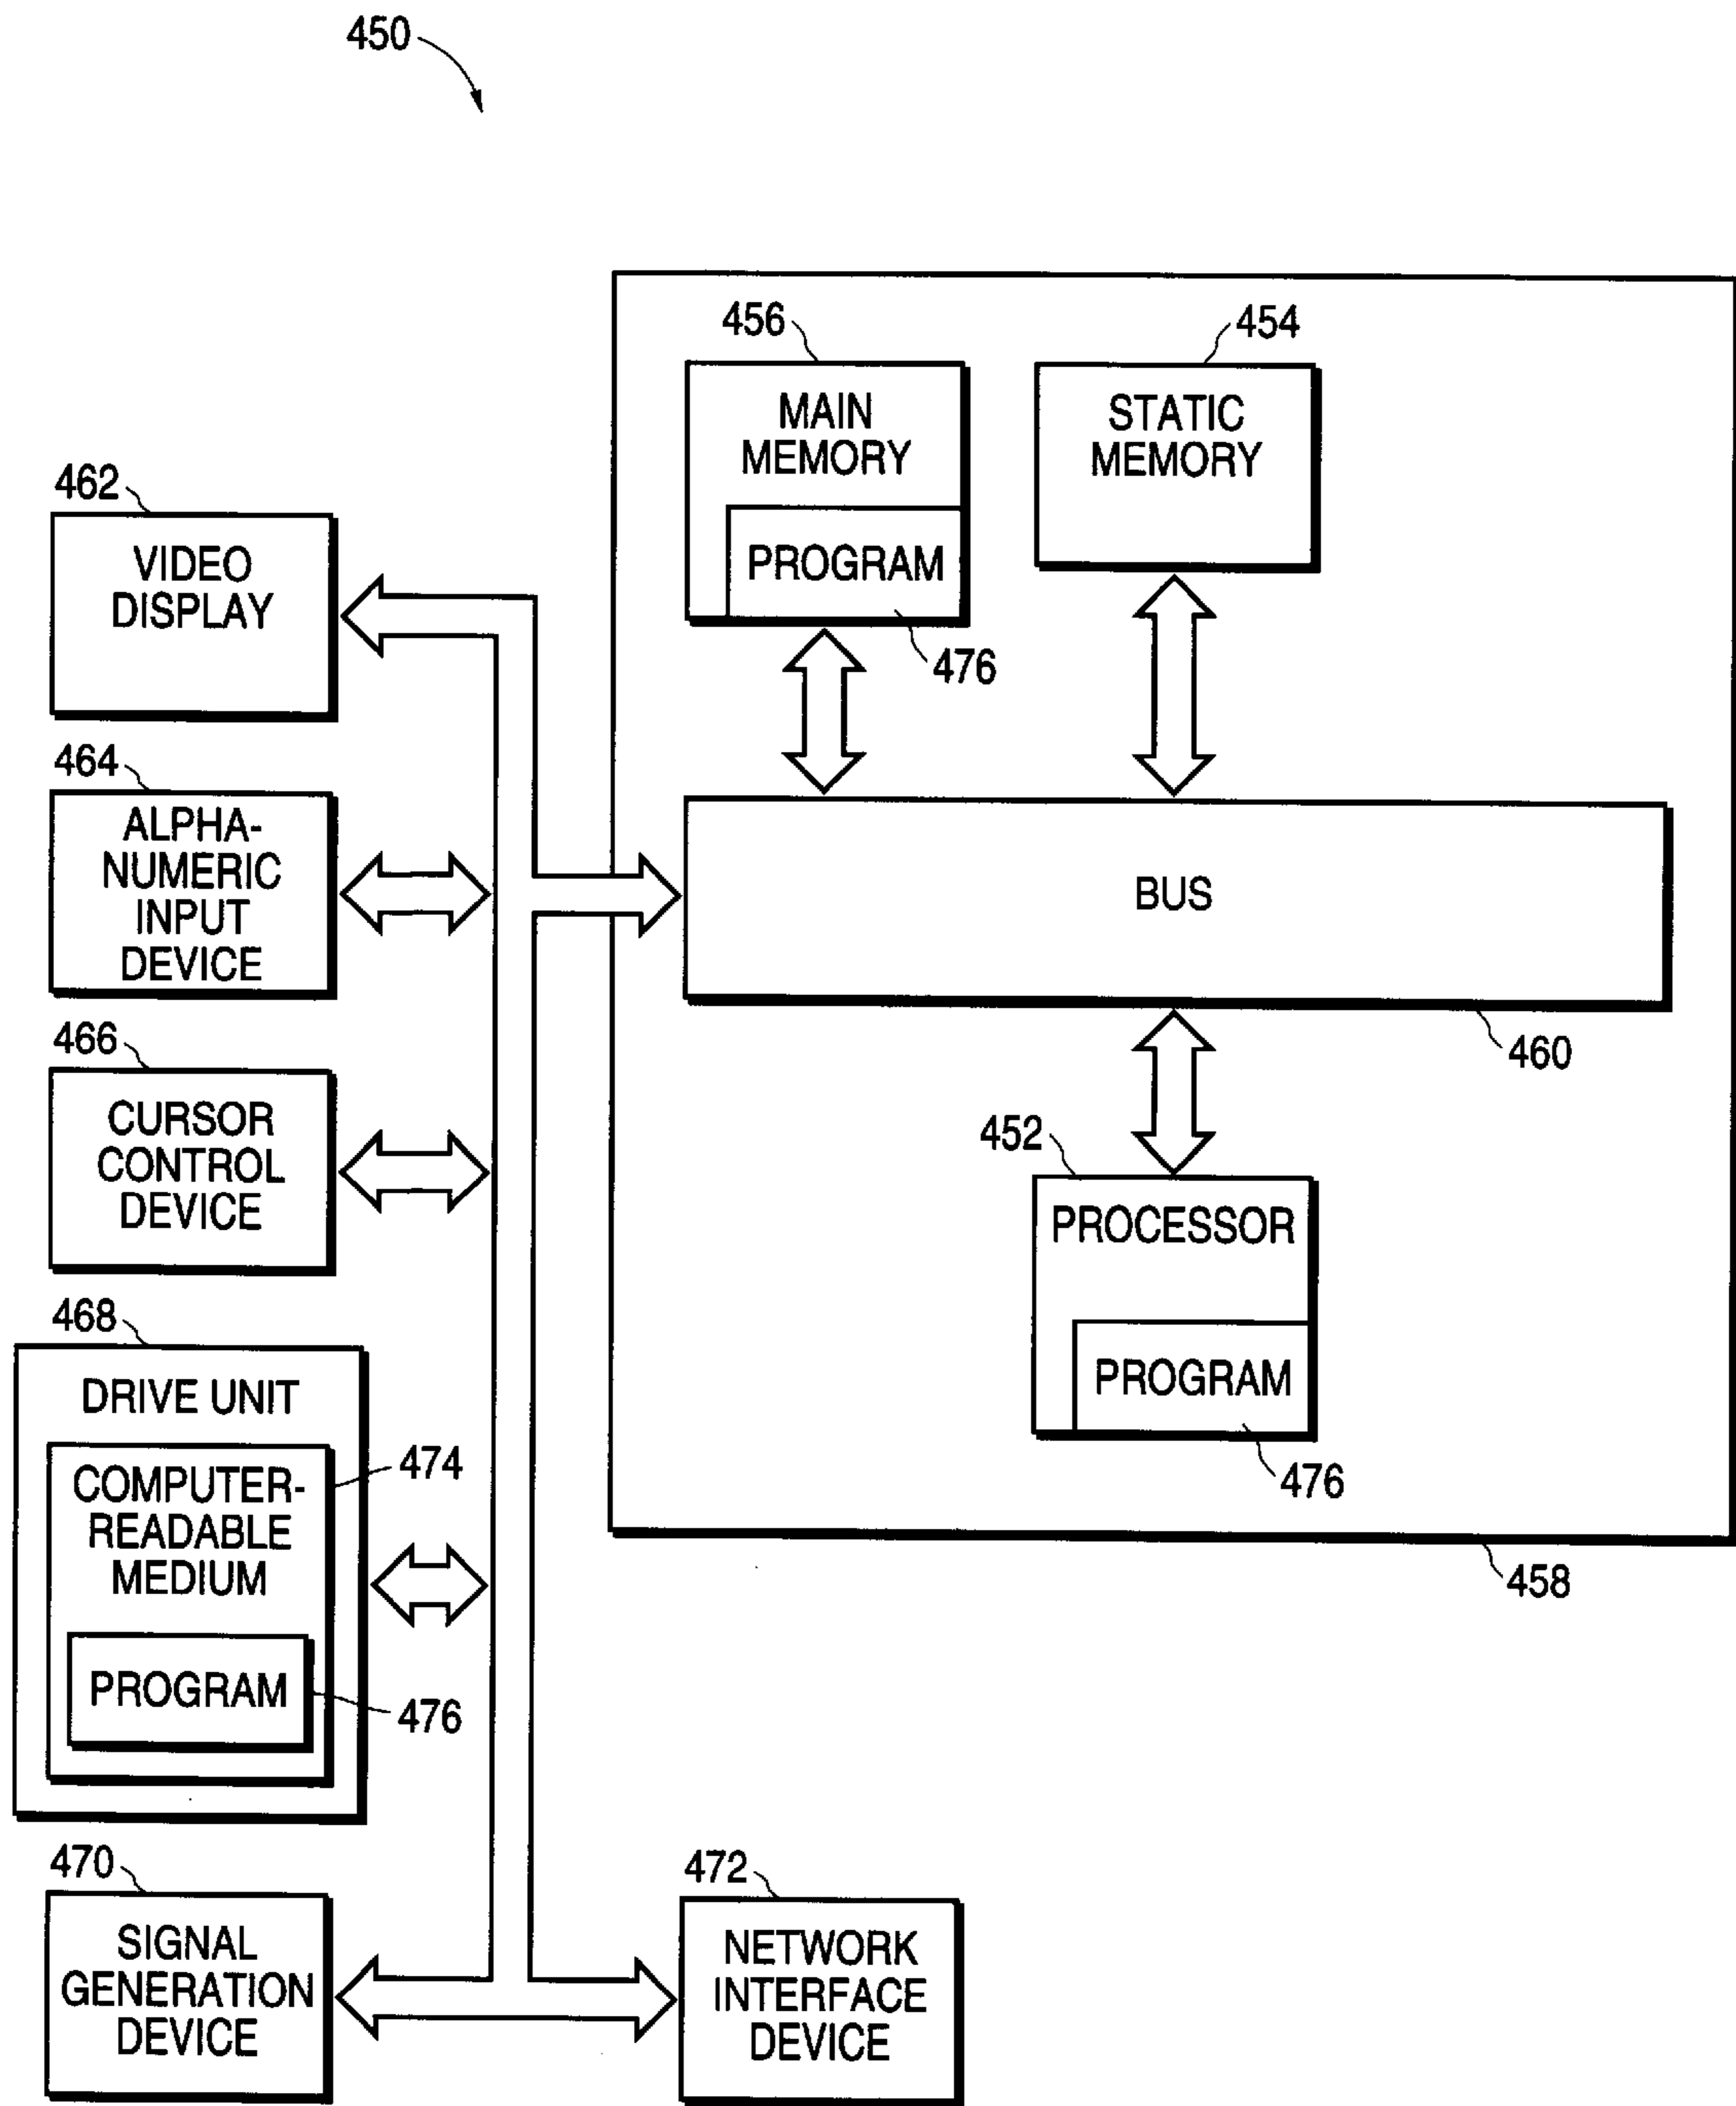 450
456
MAIN
MEMORY
PROGRAM
476
454
STATIC
MEMORY
462
VIDEO
DISPLAY
464
ALPHA-
NUMERIC
INPUT
DEVICE
BUS
460
466
CURSOR
CONTROL
DEVICE
452
PROCESSOR
PROGRAM
476
458
468
DRIVE UNIT
COMPUTER-
READABLE
MEDIUM
474
PROGRAM
476
470
SIGNAL
GENERATION
DEVICE
472
NETWORK
INTERFACE
DEVICE